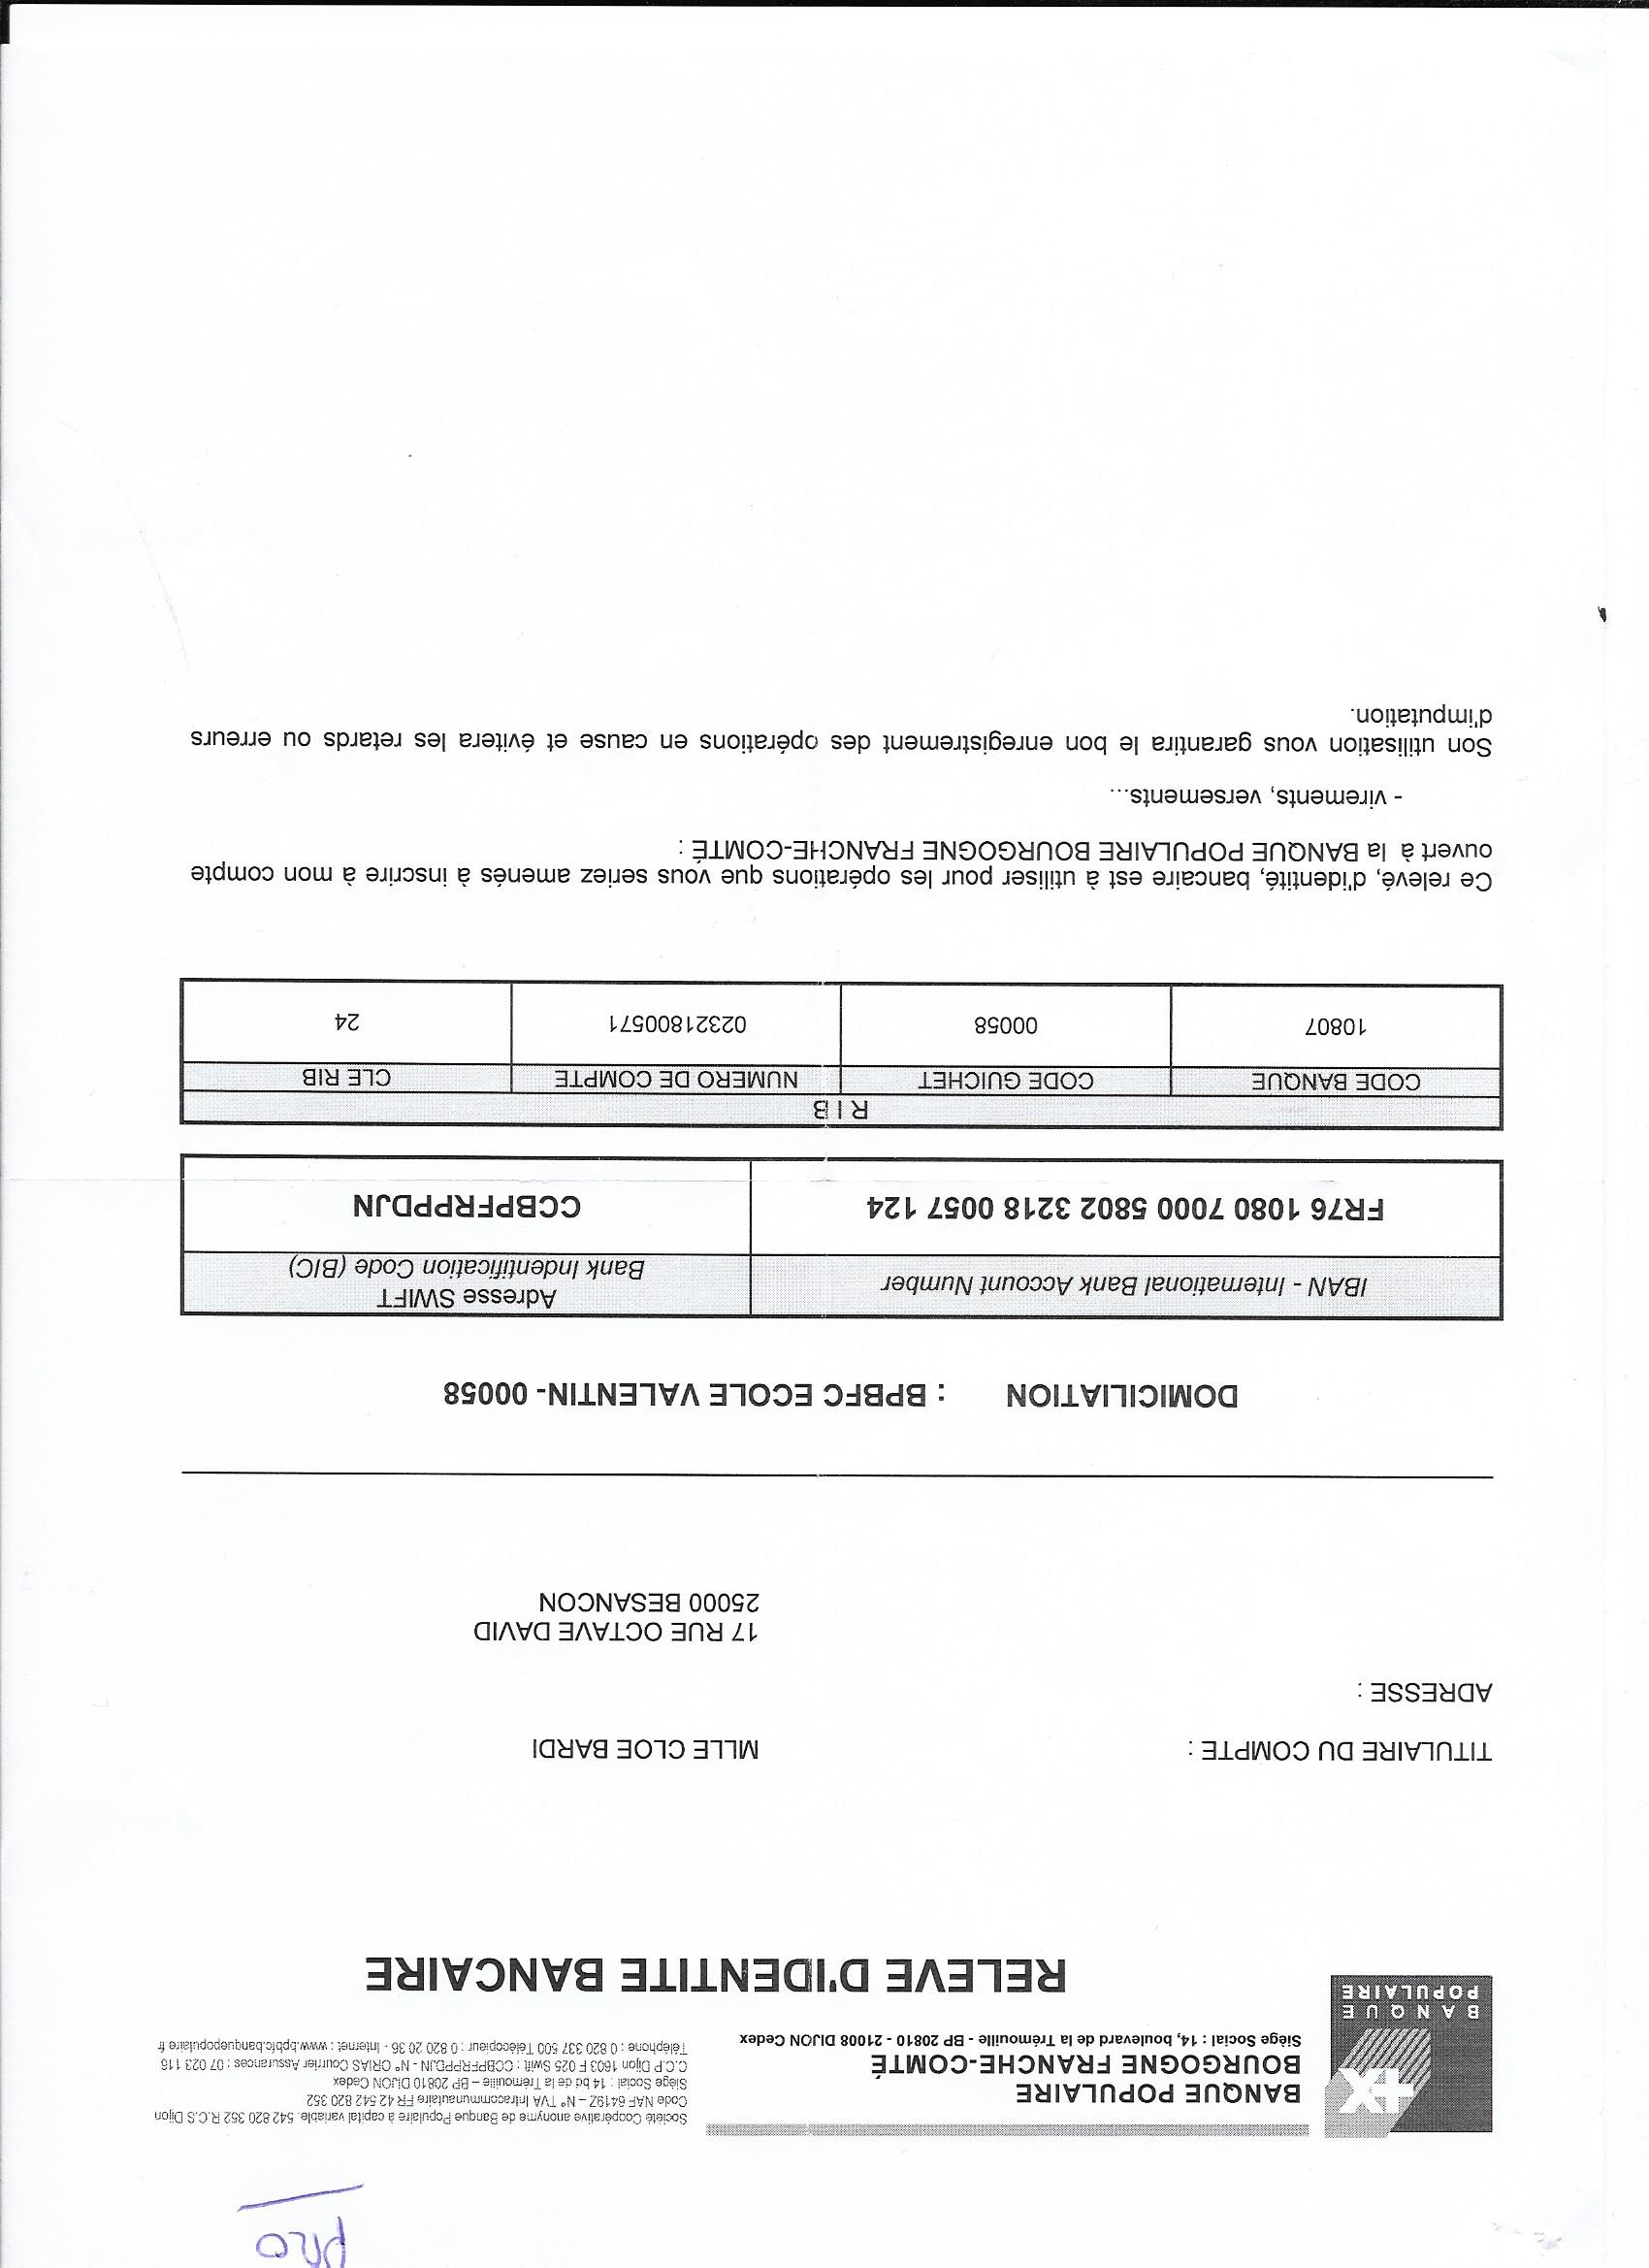 PRO
BANQUE
POPULAIRE
BANQUE POPULAIRE
BOURGOGNE FRANCHE-COMTÉ
Siège Social : 14, boulevard de la Trémouille - BP 20810 - 21008 DIJON Cedex
Société Coopérative anonyme de Banque Populaire à capital variable. 542 820 352 R.C.S Dijon
Code NAF 6419Z – N° TVA Intracommunautaire FR 42 542 820 352
Siège Social : 14 bd de la Trémouille – BP 20810 DIJON Cedex
C.C.P Dijon 1603 F 025 Swift : CCBPFRPPDJN - N° ORIAS Courrier Assurances : 07 023 116
Téléphone : 0 820 337 500 Télécopieur : 0 820 20 36 - Internet : www.bpbfc.banquepopulaire.fr
RELEVE D'IDENTITE BANCAIRE
TITULAIRE DU COMPTE : MLLE CLOE BARDI
ADRESSE :
17 RUE OCTAVE DAVID
25000 BESANCON
DOMICILIATION : BPBFC ECOLE VALENTIN- 00058
IBAN - International Bank Account Number
Adresse SWIFT
Bank Indentification Code (BIC)
FR76 1080 7000 5802 3218 0057 124 CCBPFRPPDJN
R I B
CODE BANQUE CODE GUICHET NUMERO DE COMPTE CLE RIB
10807 00058 02321800571 24
Ce relevé, d'identité, bancaire est à utiliser pour les opérations que vous seriez amenés à inscrire à mon compte
ouvert à la BANQUE POPULAIRE BOURGOGNE FRANCHE-COMTÉ :
- virements, versements...
Son utilisation vous garantira le bon enregistrement des opérations en cause et évitera les retards ou erreurs
d'imputation.